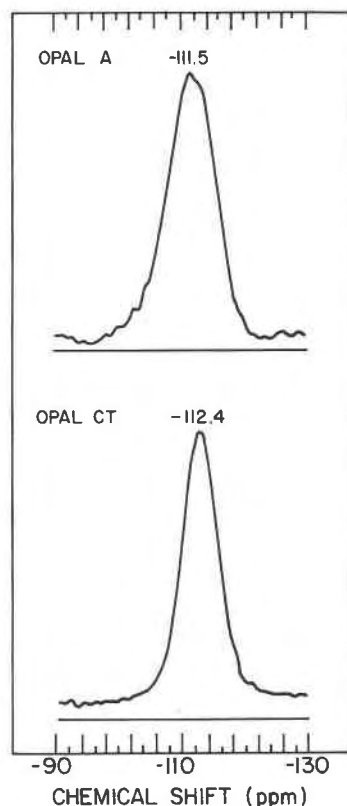 OPAL A -111.5
OPAL CT -112.4
-90 -110 -130
CHEMICAL SHIFT (ppm)